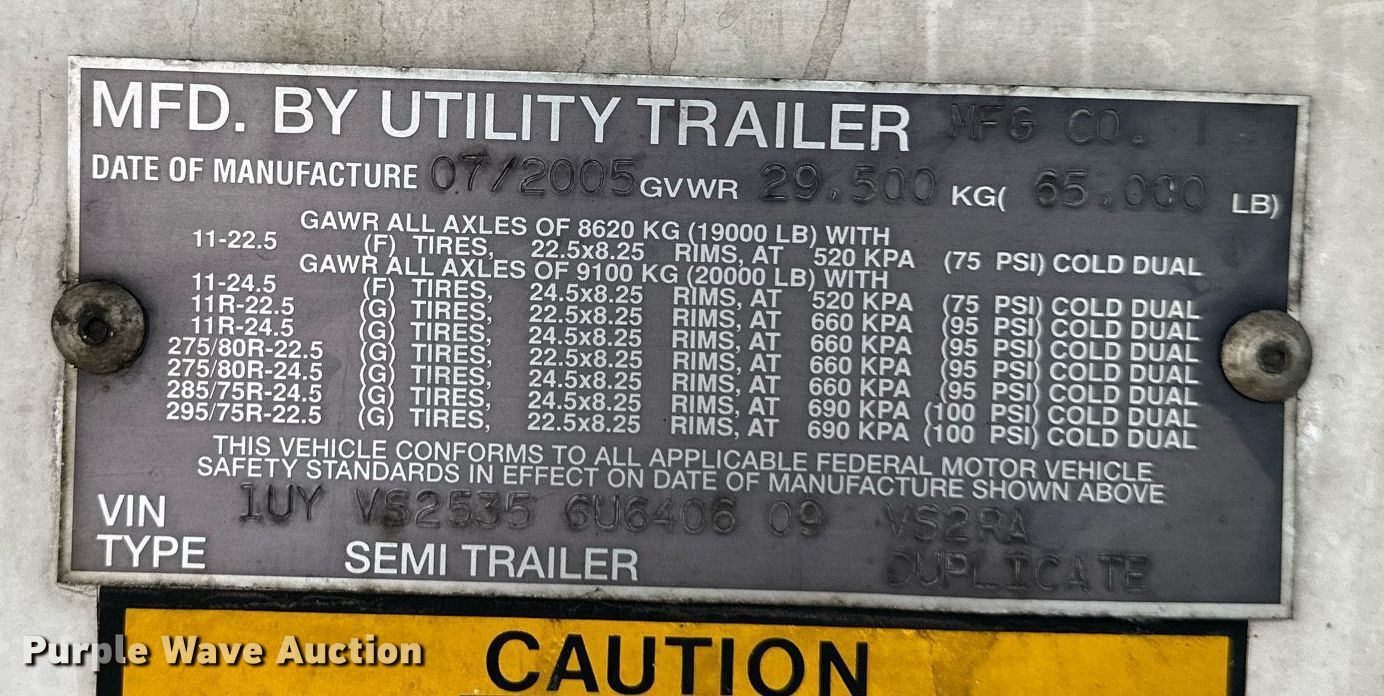 MFD. BY UTILITY TRAILER MFG CO.
DATE OF MANUFACTURE 07/2005 GVWR 29,500 KG( 65,000 LB)
GAWR ALL AXLES OF 8620 KG (19000 LB) WITH
11-22.5 (F) TIRES, 22.5x8.25 RIMS, AT 520 KPA (75 PSI) COLD DUAL
GAWR ALL AXLES OF 9100 KG (20000 LB) WITH
11-24.5 (F) TIRES, 24.5x8.25 RIMS, AT 520 KPA (75 PSI) COLD DUAL
11R-22.5 (G) TIRES, 22.5x8.25 RIMS, AT 660 KPA (95 PSI) COLD DUAL
11R-24.5 (G) TIRES, 24.5x8.25 RIMS, AT 660 KPA (95 PSI) COLD DUAL
275/80R-22.5 (G) TIRES, 22.5x8.25 RIMS, AT 660 KPA (95 PSI) COLD DUAL
275/80R-24.5 (G) TIRES, 24.5x8.25 RIMS, AT 660 KPA (95 PSI) COLD DUAL
285/75R-24.5 (G) TIRES, 24.5x8.25 RIMS, AT 690 KPA (100 PSI) COLD DUAL
295/75R-22.5 (G) TIRES, 22.5x8.25 RIMS, AT 690 KPA (100 PSI) COLD DUAL
THIS VEHICLE CONFORMS TO ALL APPLICABLE FEDERAL MOTOR VEHICLE
SAFETY STANDARDS IN EFFECT ON DATE OF MANUFACTURE SHOWN ABOVE
VIN 1UY VS2535 6U6406 09 VS2RA
TYPE SEMI TRAILER DUPLICATE
CAUTION
Purple Wave Auction